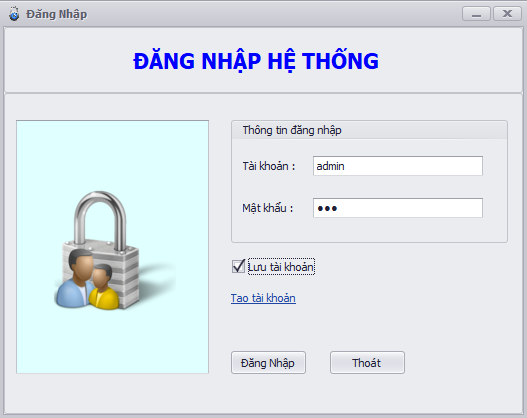 Đăng Nhập
ĐĂNG NHẬP HỆ THỐNG
Thông tin đăng nhập
Tài khoản : admin
Mật khẩu : •••
Lưu tài khoản
Tao tài khoản
Đăng Nhập Thoát